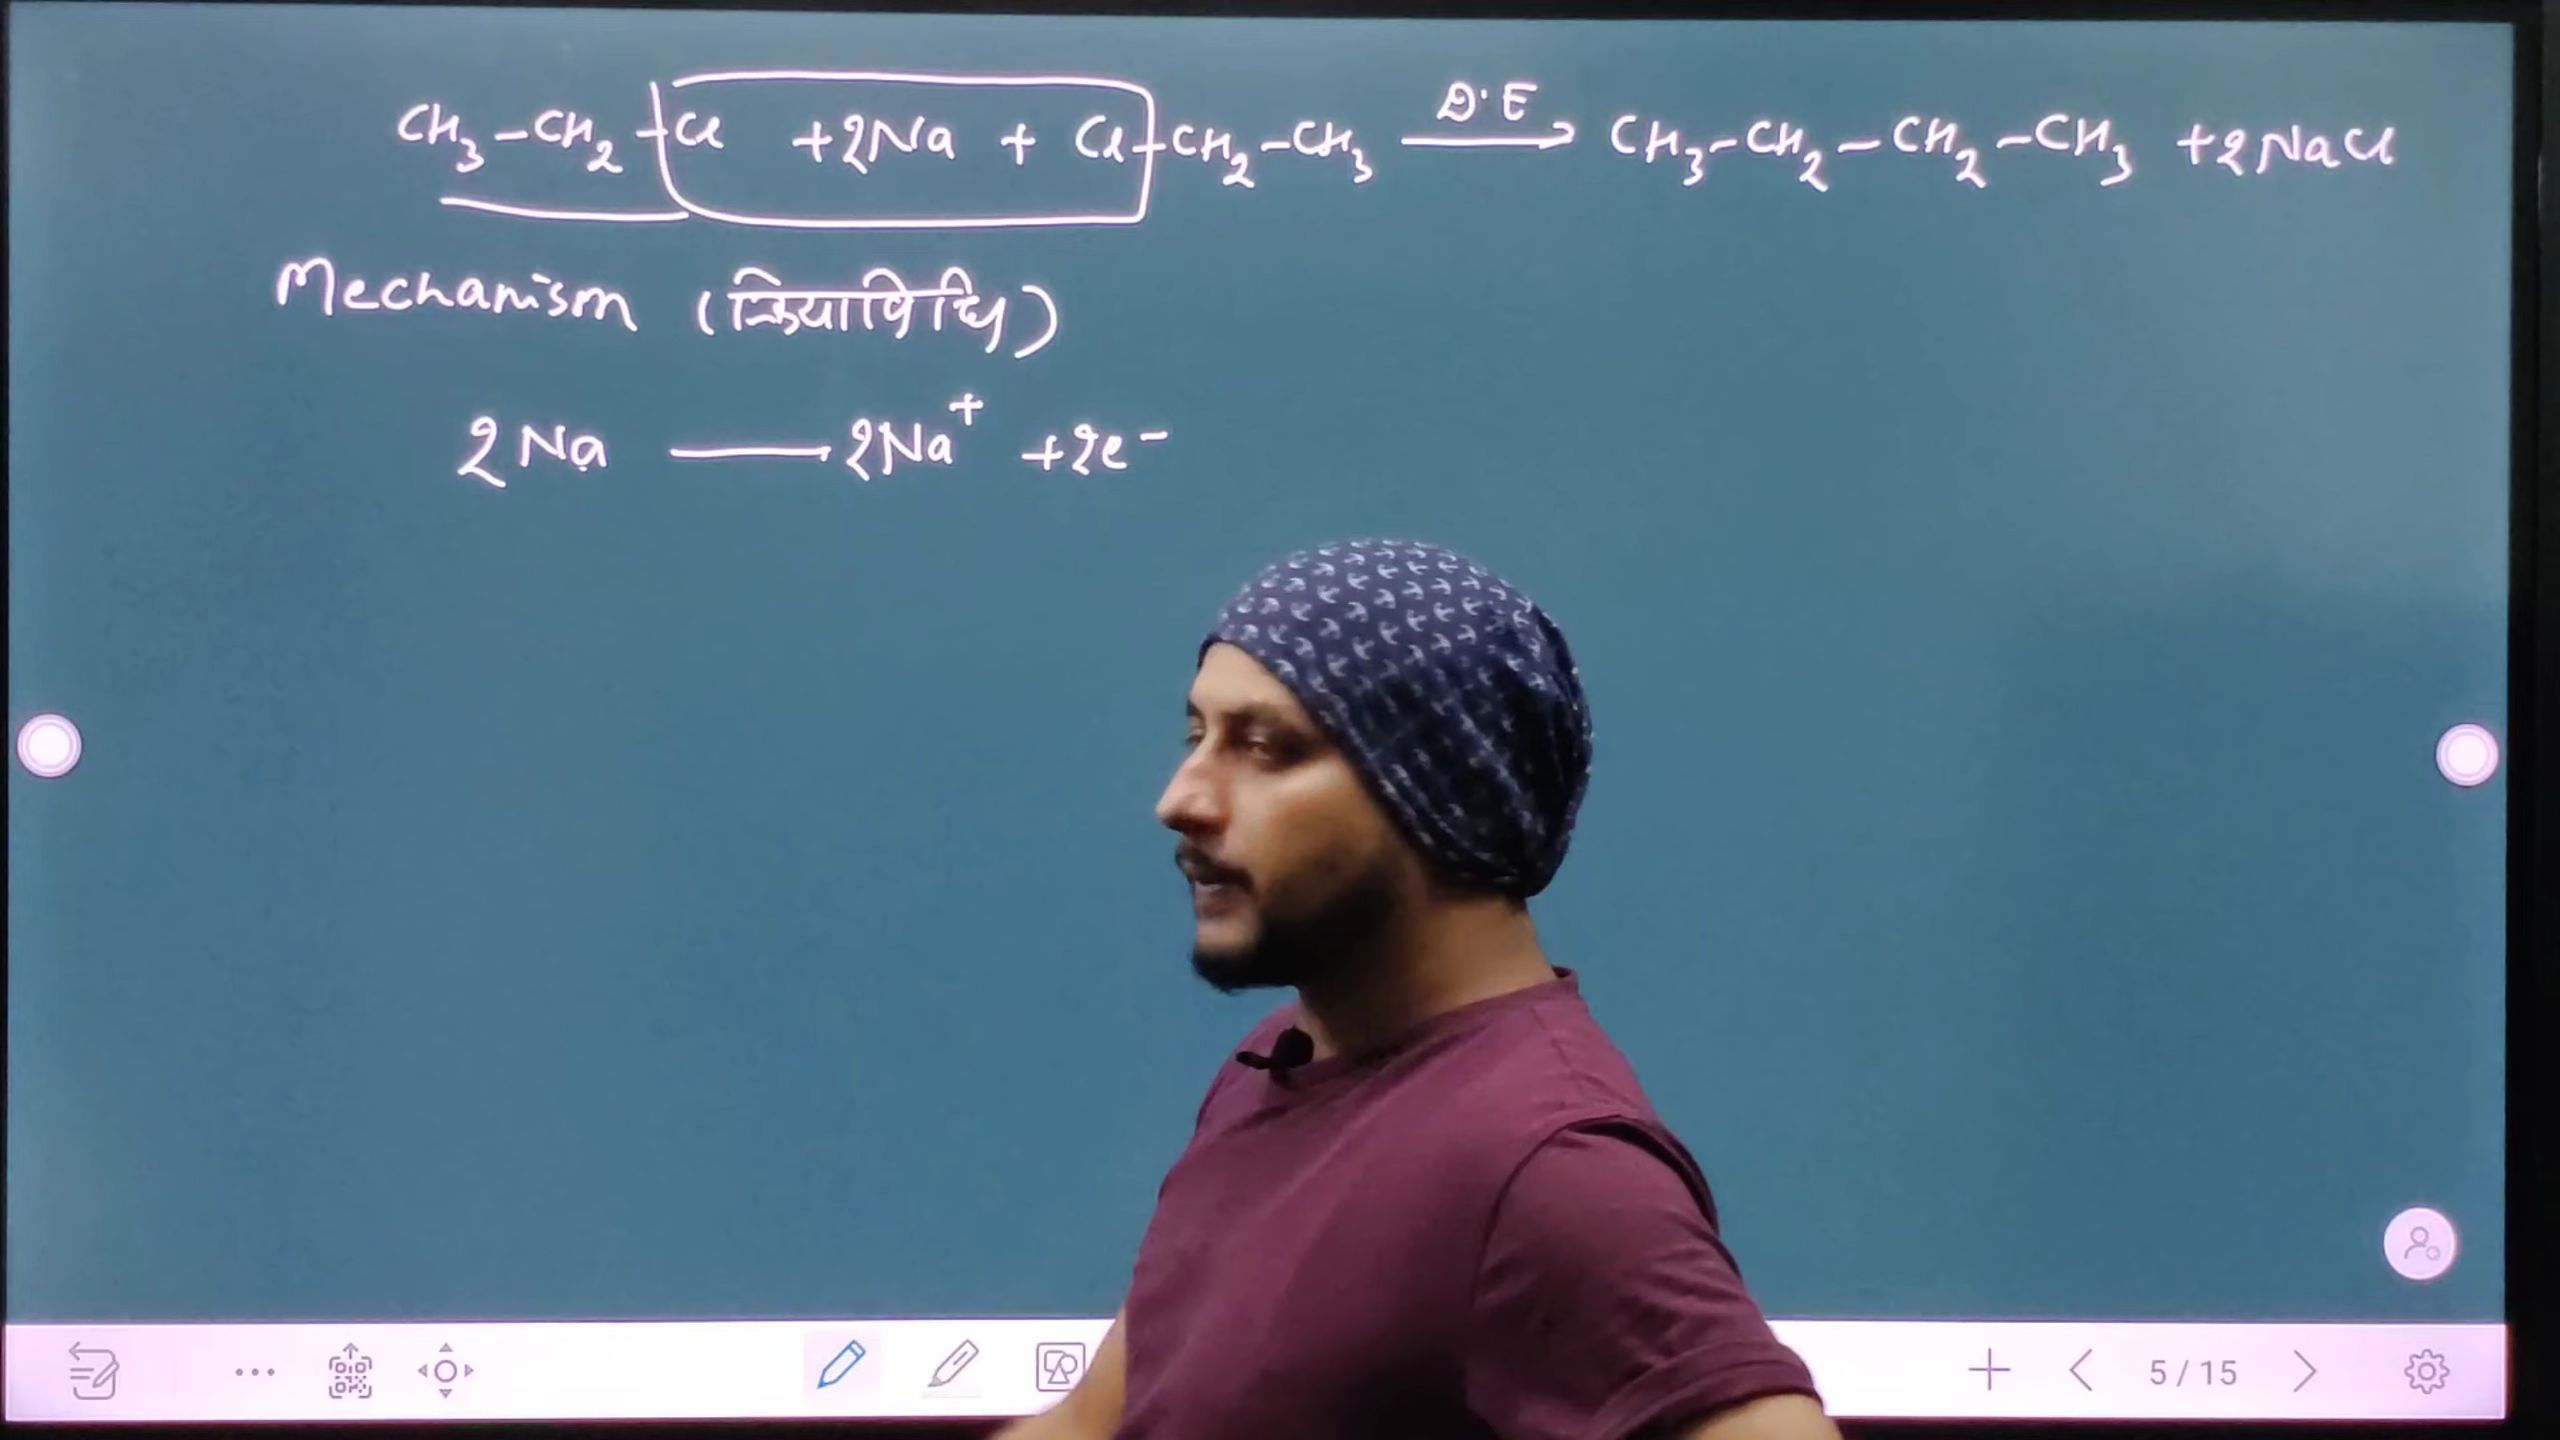 CH₃-CH₂-Cl +2Na + Cl-CH₂-CH₃ ⟶ D.E CH₃-CH₂-CH₂-CH₃ +2NaCl
Mechanism (क्रियाविधि)
2Na ⟶ 2Na⁺ +2e⁻
5/15